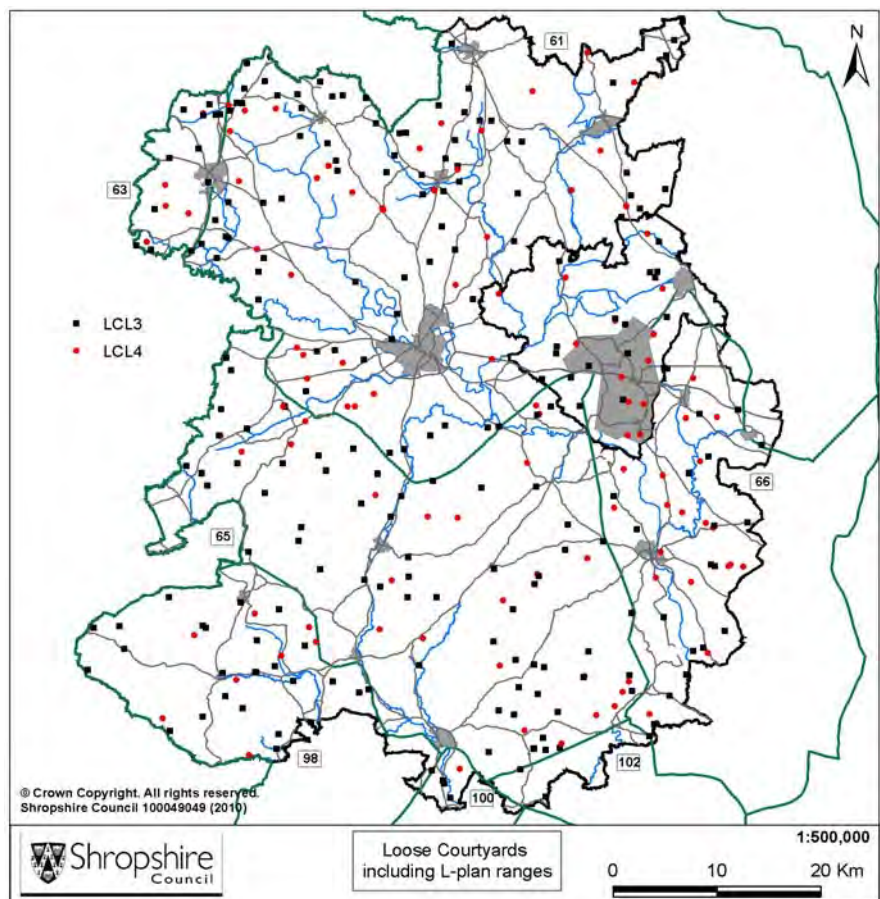 61
N
63
LCL3
LCL4
66
65
98
102
100
© Crown Copyright. All rights reserved.
Shropshire Council 100049049 (2010)
Shropshire
Council
Loose Courtyards
including L-plan ranges
1:500,000
0 10 20 Km